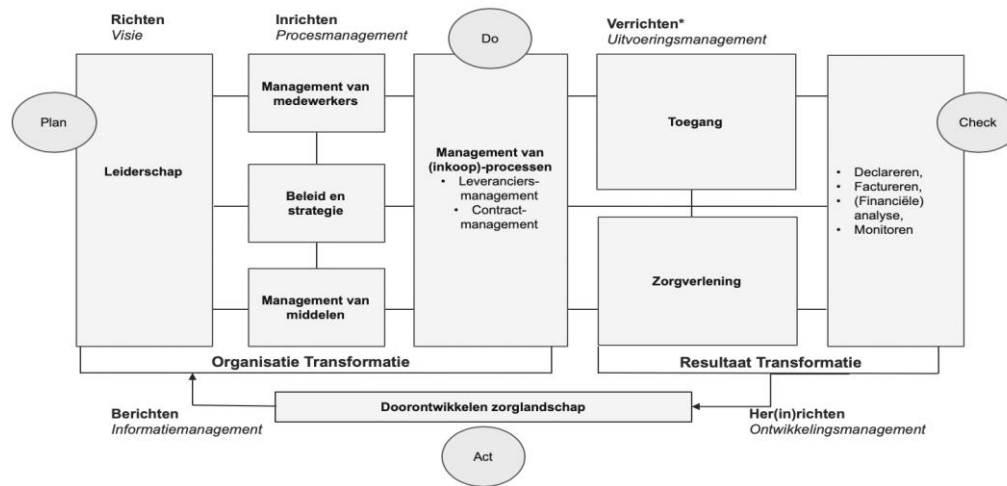 Richten
Visie
Inrichten
Procesmanagement
Do
Verrichten*
Uitvoeringsmanagement
Plan
Leiderschap
Management van
medewerkers
Beleid en
strategie
Management van
middelen
Management van
(inkoop)-processen
• Leveranciers-
management
• Contract-
management
Toegang
Zorgverlening
Check
• Declareren,
• Factureren,
• (Financiële)
analyse,
• Monitoren
Organisatie Transformatie
Resultaat Transformatie
Berichten
Informatiemanagement
Doorontwikkelen zorglandschap
Her(in)richten
Ontwikkelingsmanagement
Act